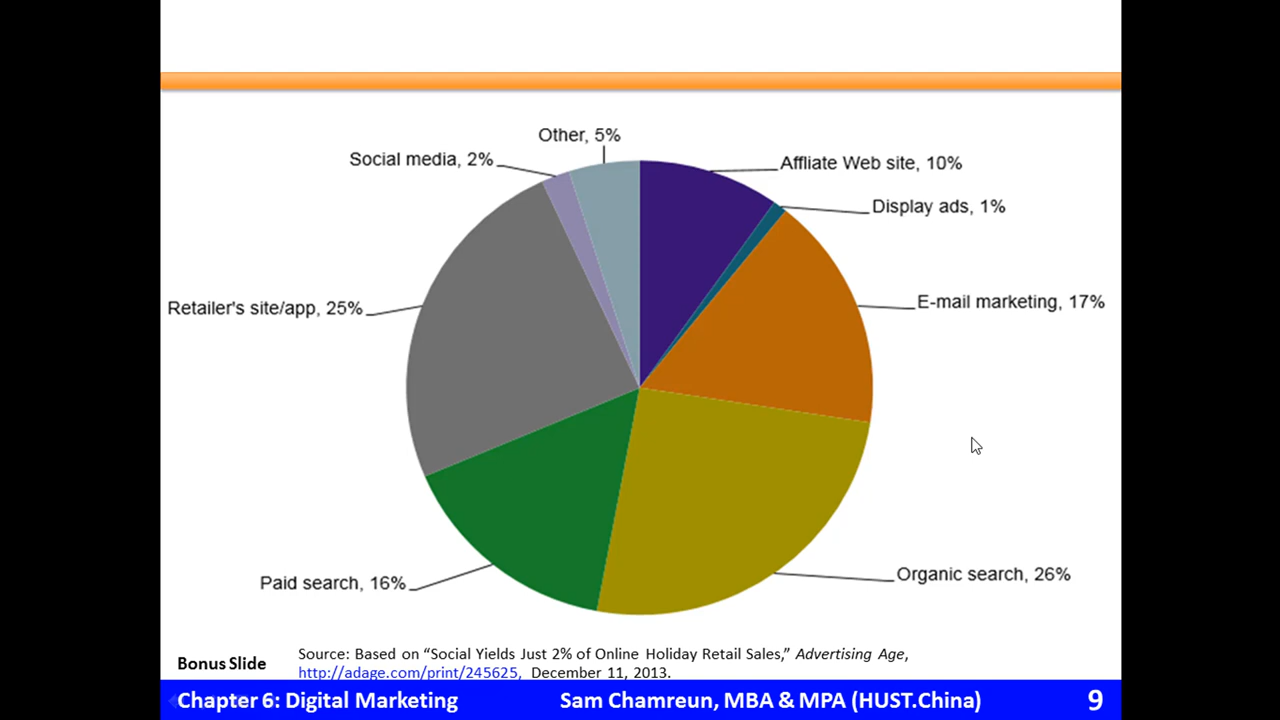 Other, 5%
Social media, 2%
Affliate Web site, 10%
Display ads, 1%
E-mail marketing, 17%
Retailer's site/app, 25%
Organic search, 26%
Paid search, 16%
Bonus Slide
Source: Based on “Social Yields Just 2% of Online Holiday Retail Sales,” Advertising Age,
http://adage.com/print/245625, December 11, 2013.
Chapter 6: Digital Marketing Sam Chamreun, MBA & MPA (HUST.China) 9